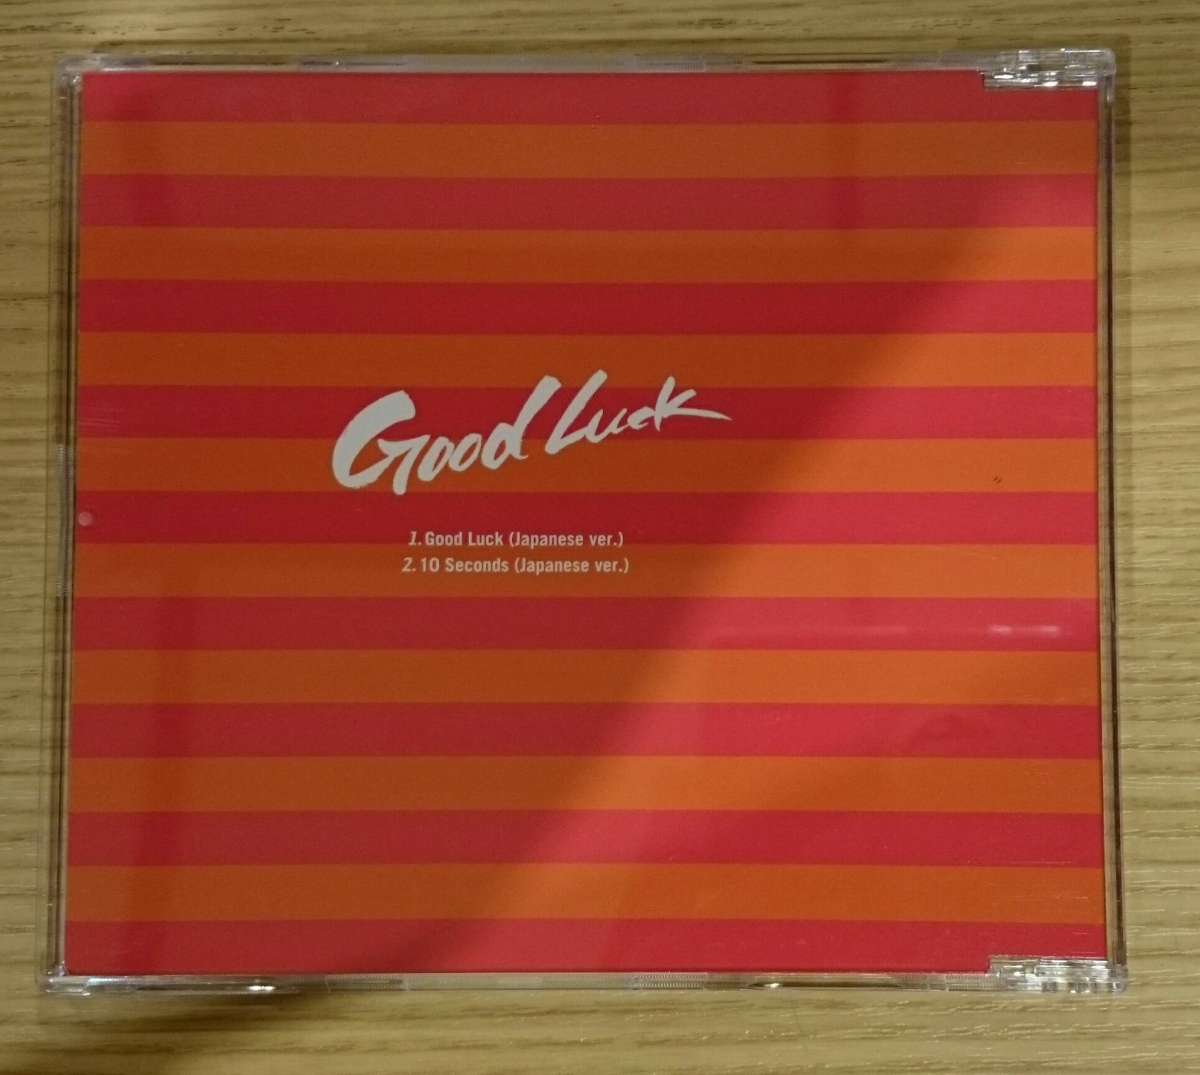 Good Luck
1. Good Luck (Japanese ver.)
2. 10 Seconds (Japanese ver.)